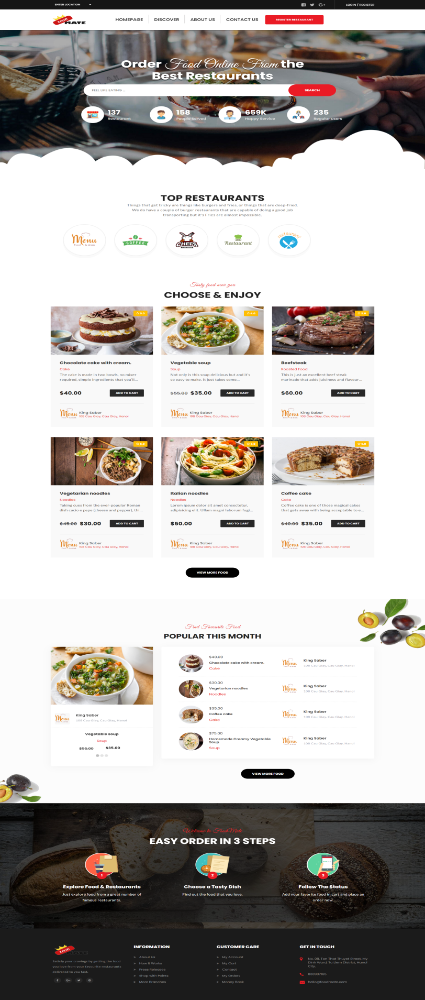 ENTER LOCATION
LOGIN / REGISTER
FOOD
MATE
HOMEPAGE
DISCOVER
ABOUT US
CONTACT US
REGISTER RESTAURANT
Order Food Online From the
Best Restaurants
FEEL LIKE EATING ...
SEARCH
137
Restaurant
158
People Served
659K
Happy Service
235
Regular users
TOP RESTAURANTS
Things that get tricky are things like burgers and fries, or things that are deep-fried.
We do have a couple of burger restaurants that are capable of doing a good job
transporting but it's Fries are almost impossible.
Menu
Food & drink
COFFEE
CHEFS
Restaurant
restaurant
Tasty food near you
CHOOSE & ENJOY
5.0
Chocolate cake with cream.
Cake
The cake is made in two bowls, no mixer
required, simple ingredients that you'll...
$40.00
ADD TO CART
Menu
King Saber
108 Cau Giay, Cau Giay, Hanoi
4.0
Vegetable soup
Soup
Not only is this soup delicious but and it's
so easy to make. It just takes some...
$55.00 $35.00
ADD TO CART
Menu
King Saber
108 Cau Giay, Cau Giay, Hanoi
5.0
Beefsteak
Roasted Food
This is just an excellent beef steak
marinade that adds juiciness and flavour...
$60.00
ADD TO CART
Menu
King Saber
108 Cau Giay, Cau Giay, Hanoi
5.0
Vegetarian noodles
Noodles
Taking cues from the ever-popular Roman
dish cacio e pepe (cheese and pepper), thi...
$45.00 $30.00
ADD TO CART
Menu
King Saber
108 Cau Giay, Cau Giay, Hanoi
5.0
Italian noodles
Noodles
Lorem ipsum dolor sit amet consectetur,
adipisicing elit. Ullam magni laborum fugi...
$50.00
ADD TO CART
Menu
King Saber
108 Cau Giay, Cau Giay, Hanoi
5.0
Coffee cake
Cake
Coffee cake is one of those magical cakes
that gets away with being acceptable to e...
$40.00 $35.00
ADD TO CART
Menu
King Saber
108 Cau Giay, Cau Giay, Hanoi
VIEW MORE FOOD
Find Favourite Food
POPULAR THIS MONTH
Menu
King Saber
108 Cau Giay, Cau Giay, Hanoi
Vegetable soup
Soup
$55.00 $35.00
$40.00
Chocolate cake with cream.
Cake
Menu
King Saber
108 Cau Giay, Cau Giay, Hanoi
$30.00
Vegetarian noodles
Noodles
Menu
King Saber
108 Cau Giay, Cau Giay, Hanoi
$35.00
Coffee cake
Cake
Menu
King Saber
108 Cau Giay, Cau Giay, Hanoi
$75.00
Homemade Creamy Vegetable
Soup
Soup
Menu
King Saber
108 Cau Giay, Cau Giay, Hanoi
VIEW MORE FOOD
Welcome to FoodMate
EASY ORDER IN 3 STEPS
1
Explore Food & Restaurants
Just explore food from a great number of
famous restaurants.
2
Choose a Tasty Dish
Find out the food that you love.
3
Follow The Status
Add your favorite food in cart and place an
order now.
FOOD
MATE
Satisfy your cravings by getting the food
you love from your favourite restaurants
delivered to you fast.
INFORMATION
» About Us
» How It Works
» Press Releases
» Shop with Points
» More Branches
CUSTOMER CARE
» My Account
» My Cart
» Contact
» My Orders
» Money Back
GET IN TOUCH
No. 08, Ton That Thuyet Street, My
Dinh Ward, Tu Liem District, Hanoi
City.
033937165
hello@foodmate.com